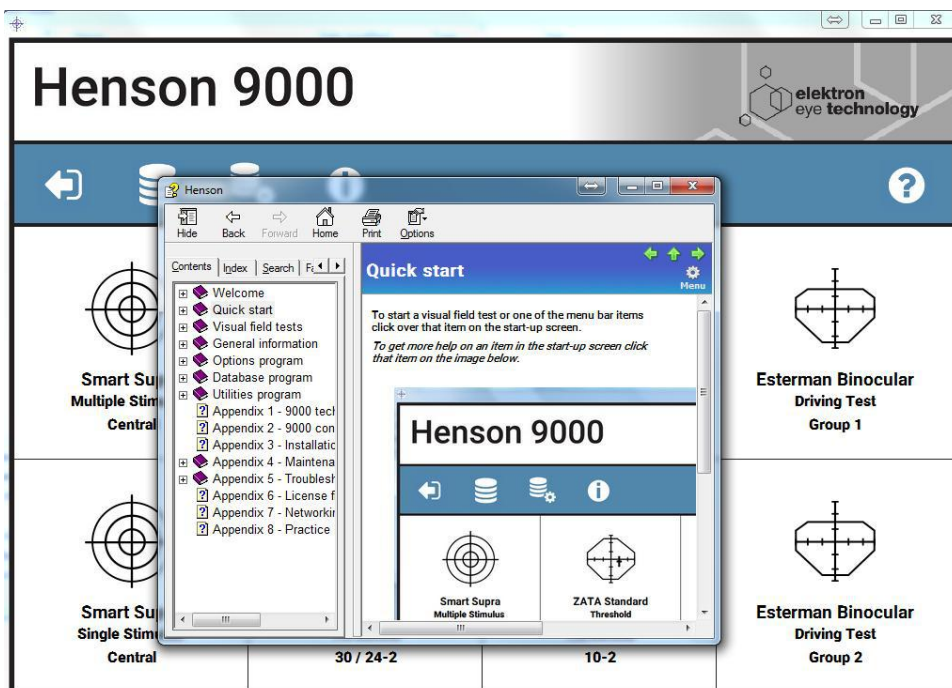 Henson 9000
elektron
eye technology
Henson
Hide
Back
Forward
Home
Print
Options
Contents
Index
Search
Quick start
Menu
Welcome
Quick start
Visual field tests
General information
Options program
Database program
Utilities program
Appendix 1 - 9000 tech
Appendix 2 - 9000 con
Appendix 3 - Installatio
Appendix 4 - Maintena
Appendix 5 - Troublesh
Appendix 6 - License f
Appendix 7 - Networkin
Appendix 8 - Practice
To start a visual field test or one of the menu bar items
click over that item on the start-up screen.
To get more help on an item in the start-up screen click
that item on the image below.
Henson 9000
Smart Supra
Multiple Stimulus
ZATA Standard
Threshold
Smart Su
Multiple Stim
Central
Esterman Binocular
Driving Test
Group 1
Smart Su
Single Stim
Central
30 / 24-2
10-2
Esterman Binocular
Driving Test
Group 2